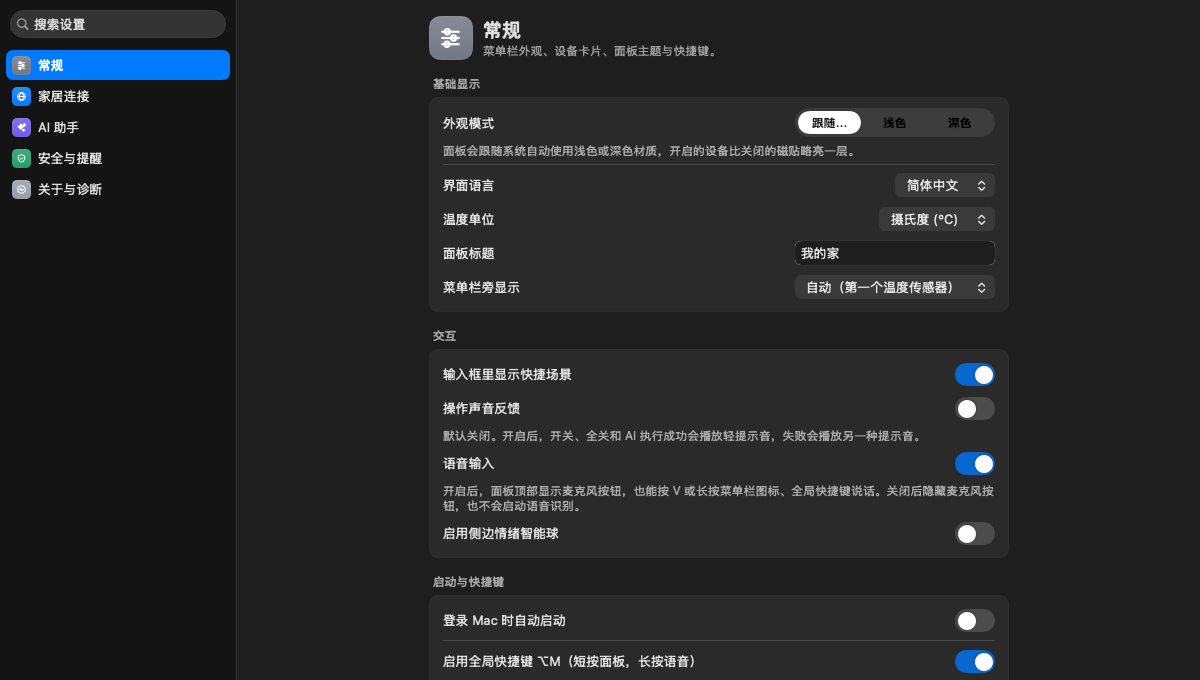 搜索设置
常规
家居连接
AI 助手
安全与提醒
关于与诊断
常规
菜单栏外观、设备卡片、面板主题与快捷键。
基础显示
外观模式
跟随…
浅色
深色
面板会跟随系统自动使用浅色或深色材质，开启的设备比关闭的磁贴略亮一层。
界面语言
简体中文
温度单位
摄氏度 (°C)
面板标题
我的家
菜单栏旁显示
自动（第一个温度传感器）
交互
输入框里显示快捷场景
操作声音反馈
默认关闭。开启后，开关、全关和 AI 执行成功会播放轻提示音，失败会播放另一种提示音。
语音输入
开启后，面板顶部显示麦克风按钮，也能按 V 或长按菜单栏图标、全局快捷键说话。关闭后隐藏麦克风按
钮，也不会启动语音识别。
启用侧边情绪智能球
启动与快捷键
登录 Mac 时自动启动
启用全局快捷键 ⌥M（短按面板，长按语音）